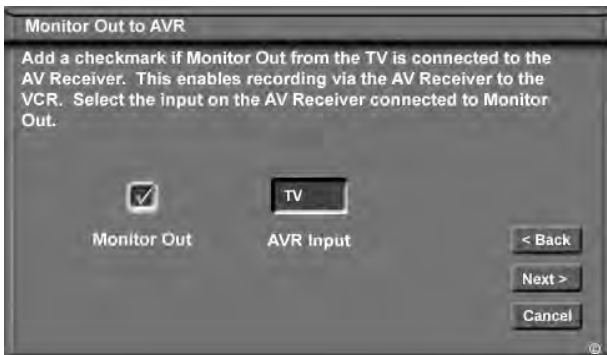 Monitor Out to AVR
Add a checkmark if Monitor Out from the TV is connected to the
AV Receiver. This enables recording via the AV Receiver to the
VCR. Select the input on the AV Receiver connected to Monitor
Out.
TV
Monitor Out AVR Input
< Back
Next >
Cancel
©